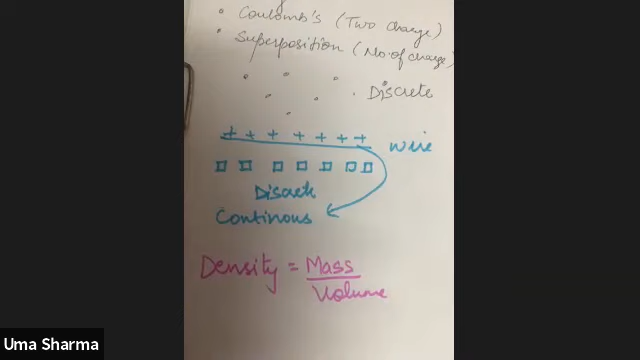 • Coulomb's (Two charge)
• Superposition (No. of charge)
Discrete
+ + + + + + +
wire
Discrete
Continous
Density = Mass
Volume
Uma Sharma